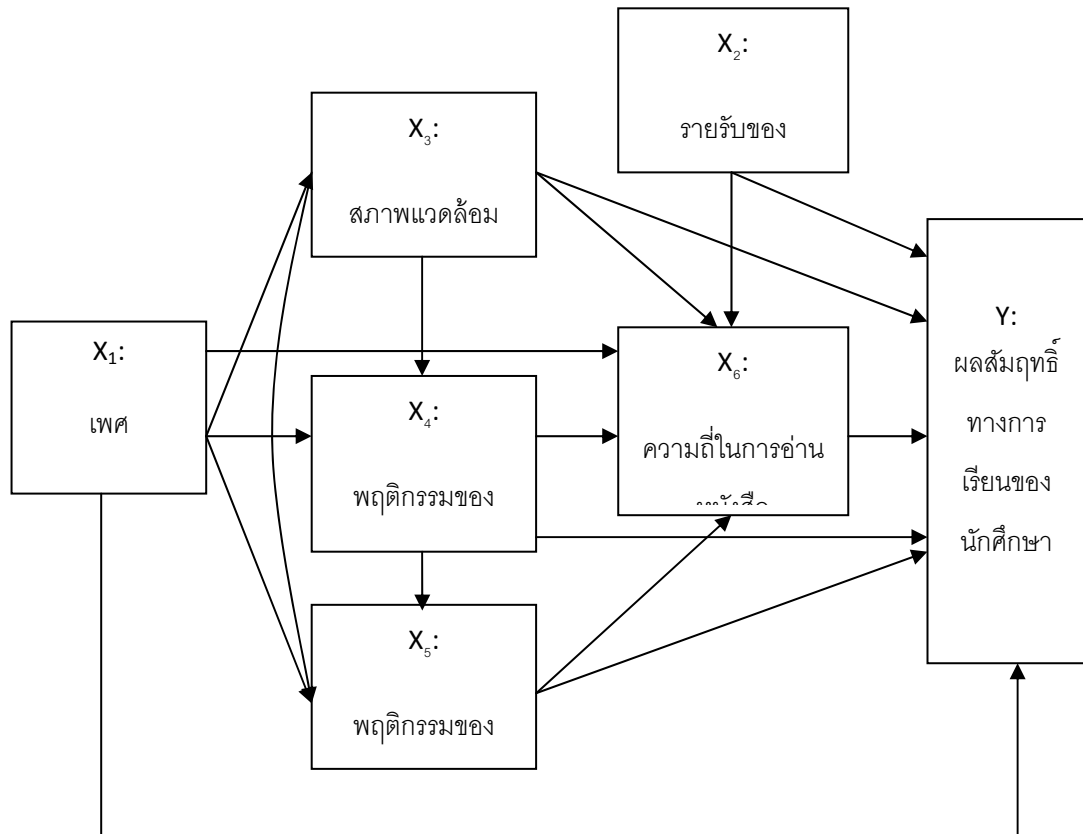 X₂:
รายรับของ
X₃:
สภาพแวดล้อม
X₁:
เพศ
X₄:
พฤติกรรมของ
X₅:
พฤติกรรมของ
X₆:
ความถี่ในการอ่าน
Y:
ผลสัมฤทธิ์
ทางการ
เรียนของ
นักศึกษา